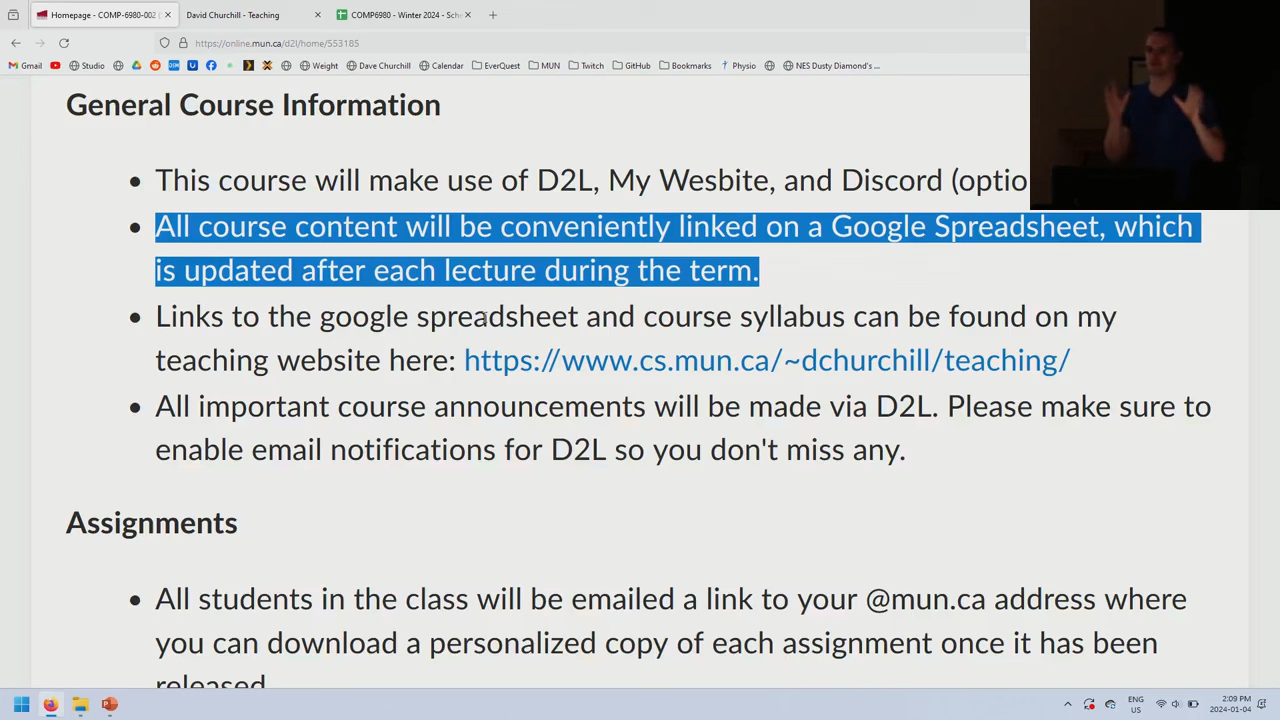 Homepage - COMP-6980-002 (
David Churchill - Teaching
COMP6980 - Winter 2024 - Sch
https://online.mun.ca/d2l/home/553185
Gmail
Studio
Weight
Dave Churchill
Calendar
EverQuest
MUN
Twitch
GitHub
Bookmarks
Physio
NES Dusty Diamond's ...
General Course Information
• This course will make use of D2L, My Wesbite, and Discord (optio
• All course content will be conveniently linked on a Google Spreadsheet, which
is updated after each lecture during the term.
• Links to the google spreadsheet and course syllabus can be found on my
teaching website here: https://www.cs.mun.ca/~dchurchill/teaching/
• All important course announcements will be made via D2L. Please make sure to
enable email notifications for D2L so you don't miss any.
Assignments
• All students in the class will be emailed a link to your @mun.ca address where
you can download a personalized copy of each assignment once it has been
released
ENG
US
2:09 PM
2024-01-04